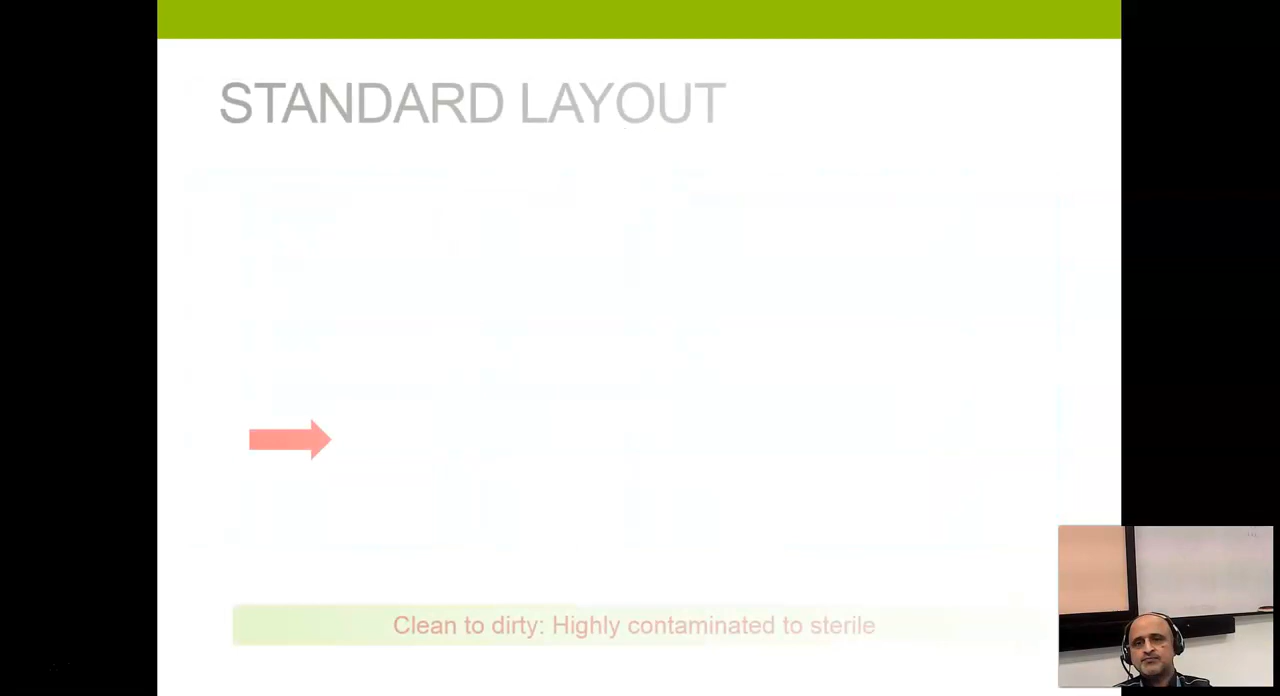 STANDARD LAYOUT
Clean to dirty: Highly contaminated to sterile